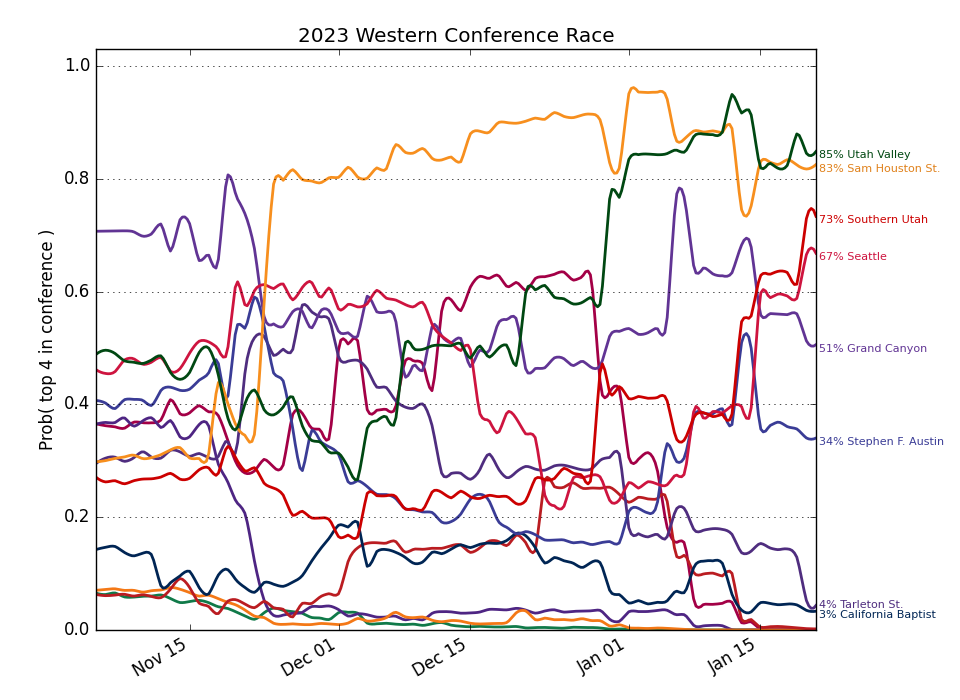 2023 Western Conference Race
Prob( top 4 in conference )
1.0
0.8
0.6
0.4
0.2
0.0
Nov 15
Dec 01
Dec 15
Jan 01
Jan 15
85% Utah Valley
83% Sam Houston St.
73% Southern Utah
67% Seattle
51% Grand Canyon
34% Stephen F. Austin
4% Tarleton St.
3% California Baptist